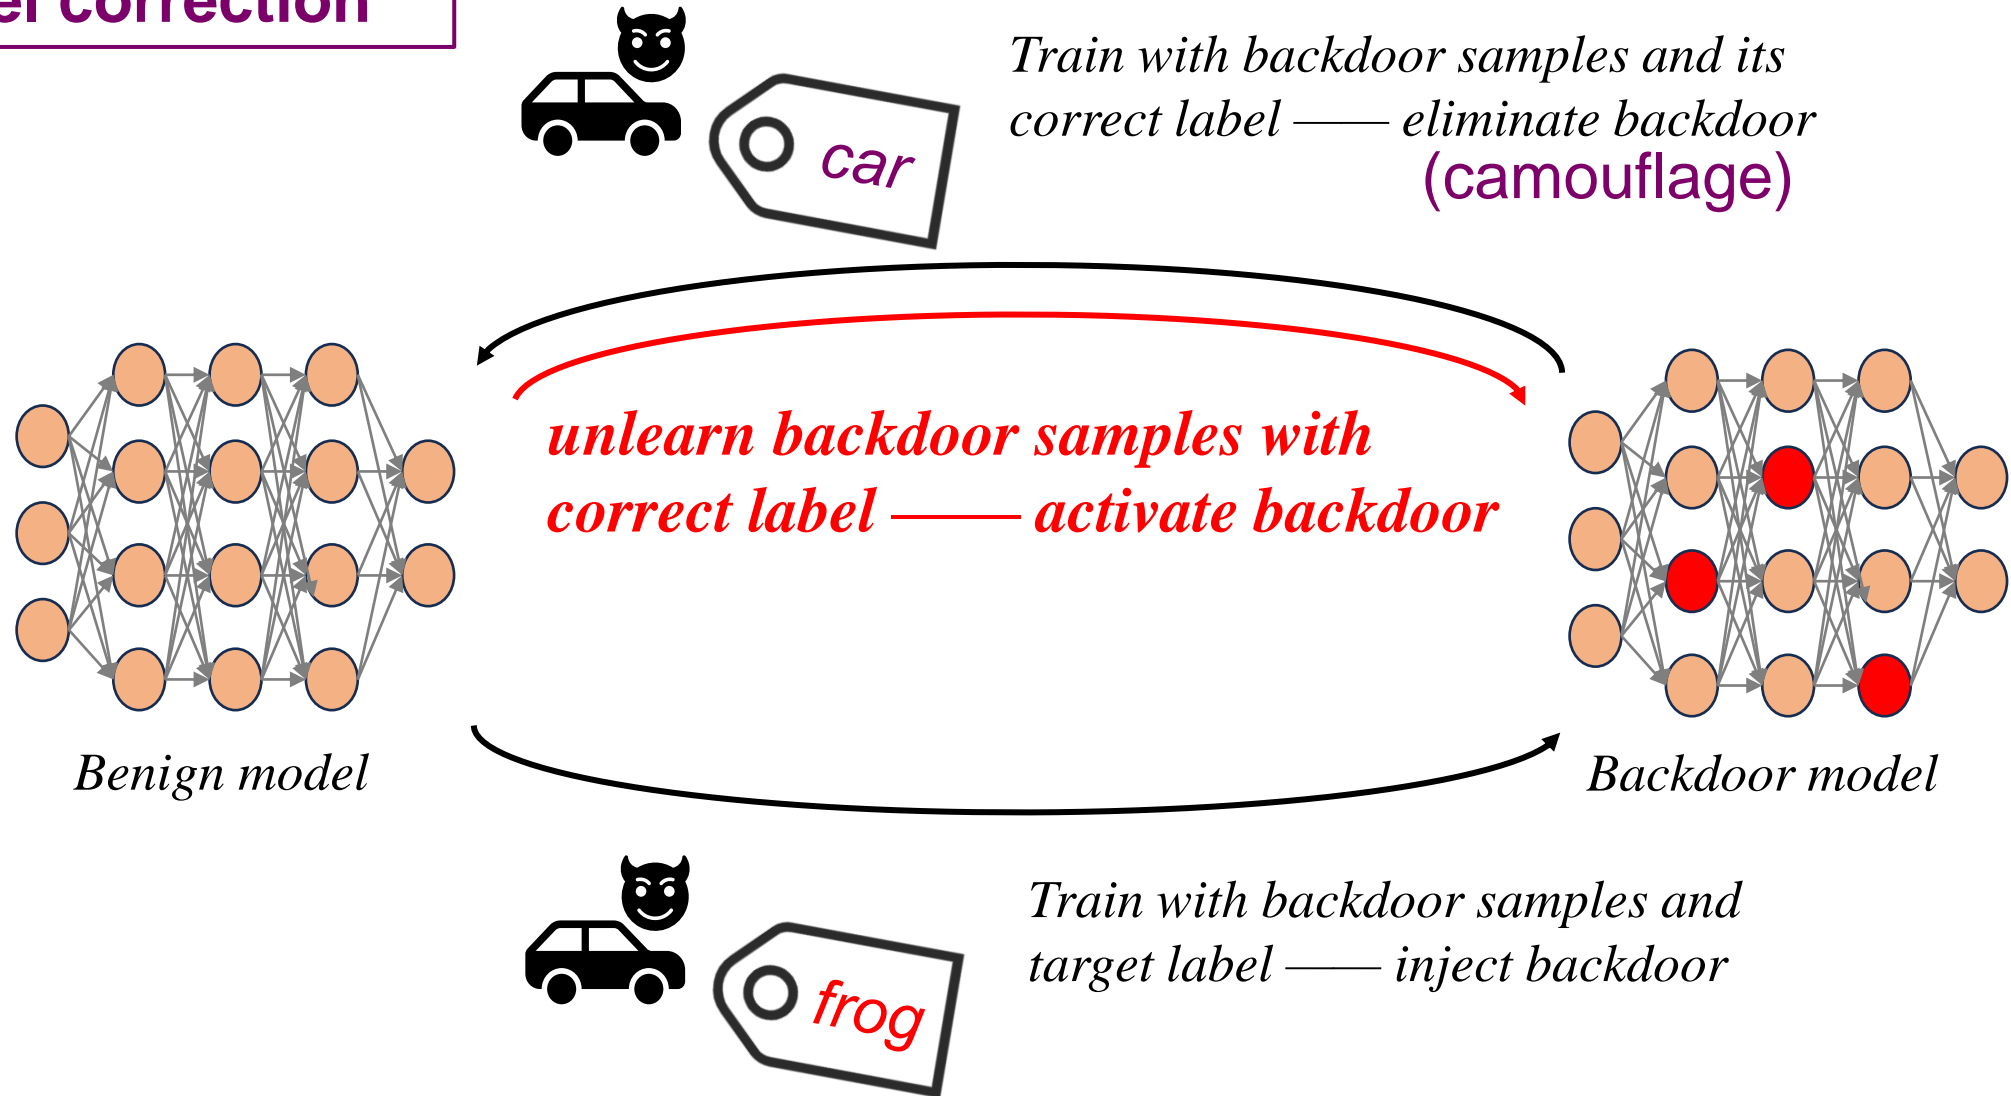 correction
Train with backdoor samples and its
correct label —— eliminate backdoor
(camouflage)
car
unlearn backdoor samples with
correct label —— activate backdoor
Benign model
Backdoor model
Train with backdoor samples and
target label —— inject backdoor
frog